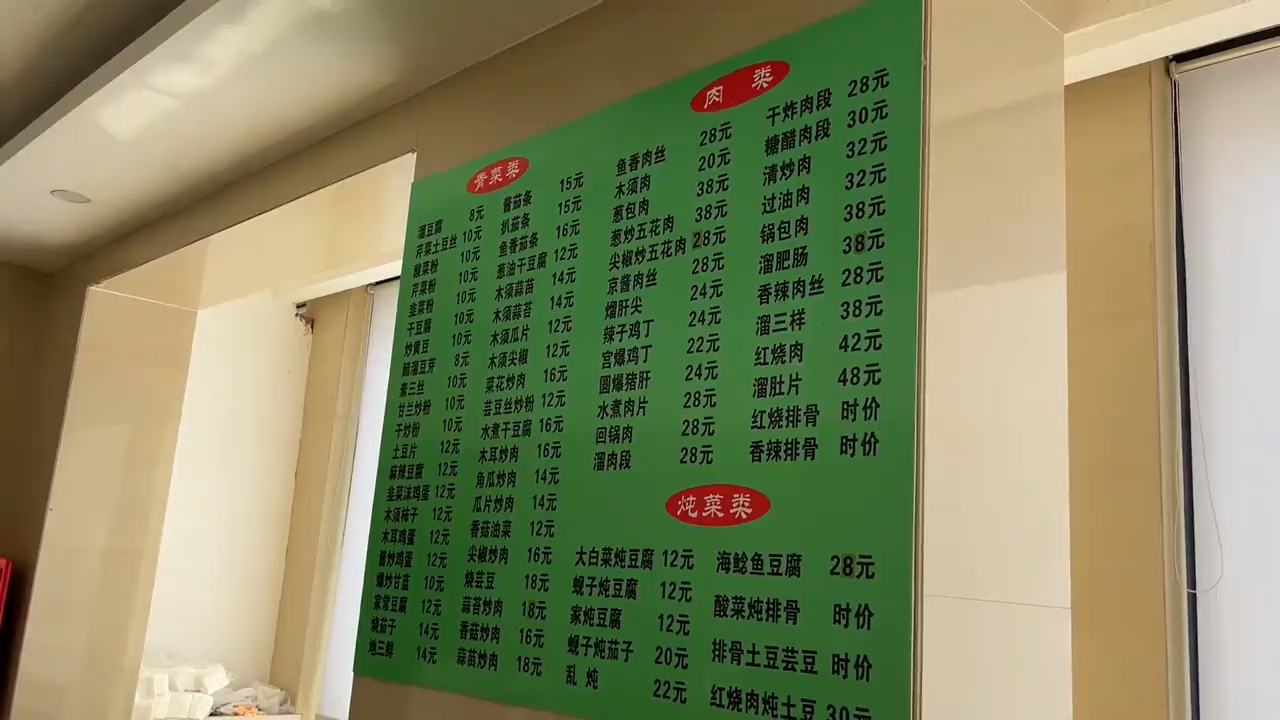 青菜类
溜豆腐 8元
芹菜土豆丝 10元
酸菜粉 10元
芹菜粉 10元
韭菜粉 10元
干豆腐 10元
炒黄豆 10元
醋溜豆芽 8元
素三丝 10元
甘兰炒粉 10元
干炒粉 10元
土豆片 12元
麻辣豆腐 12元
韭菜沫鸡蛋 12元
木须柿子 12元
木耳鸡蛋 12元
酱炒鸡蛋 12元
爆炒甘蓝 10元
家常豆腐 12元
烧茄子 14元
地三鲜 14元
酱茄条 15元
扒茄条 15元
鱼香茄条 16元
葱油干豆腐 12元
木须蒜苗 14元
木须蒜苔 14元
木须瓜片 12元
木须尖椒 12元
菜花炒肉 16元
芸豆丝炒粉 12元
水煮干豆腐 16元
木耳炒肉 16元
角瓜炒肉 14元
瓜片炒肉 14元
香菇油菜 12元
尖椒炒肉 16元
烧芸豆 18元
蒜苔炒肉 18元
香菇炒肉 16元
蒜苗炒肉 18元
肉类
鱼香肉丝 28元
木须肉 20元
葱包肉 38元
葱炒五花肉 38元
尖椒炒五花肉 28元
京酱肉丝 28元
熘肝尖 24元
辣子鸡丁 24元
宫爆鸡丁 22元
圆爆猪肝 24元
水煮肉片 28元
回锅肉 28元
溜肉段 28元
干炸肉段 28元
糖醋肉段 30元
清炒肉 32元
过油肉 32元
锅包肉 38元
溜肥肠 38元
香辣肉丝 28元
溜三样 38元
红烧肉 42元
溜肚片 48元
红烧排骨 时价
香辣排骨 时价
炖菜类
大白菜炖豆腐 12元
蚬子炖豆腐 12元
家炖豆腐 12元
蚬子炖茄子 20元
乱炖 22元
海鲶鱼豆腐 28元
酸菜炖排骨 时价
排骨土豆芸豆 时价
红烧肉炖土豆 30元